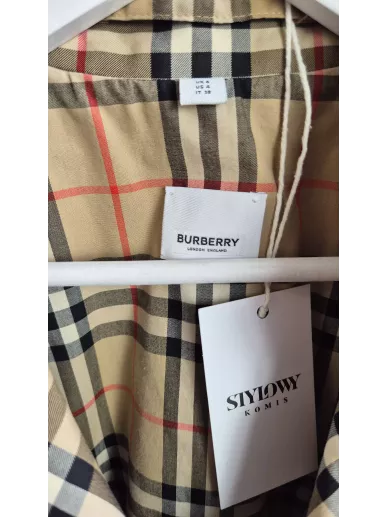 UK 6
US 4
IT 38
BURBERRY
LONDON ENGLAND
STYLOWY
KOMIS